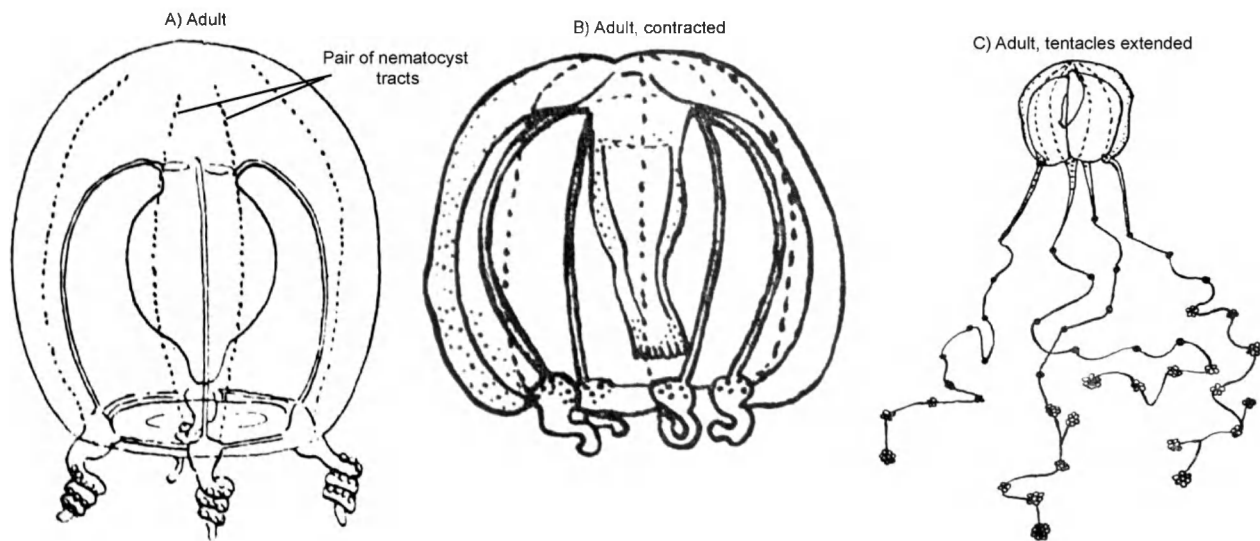 A) Adult
Pair of nematocyst
tracts
B) Adult, contracted
C) Adult, tentacles extended